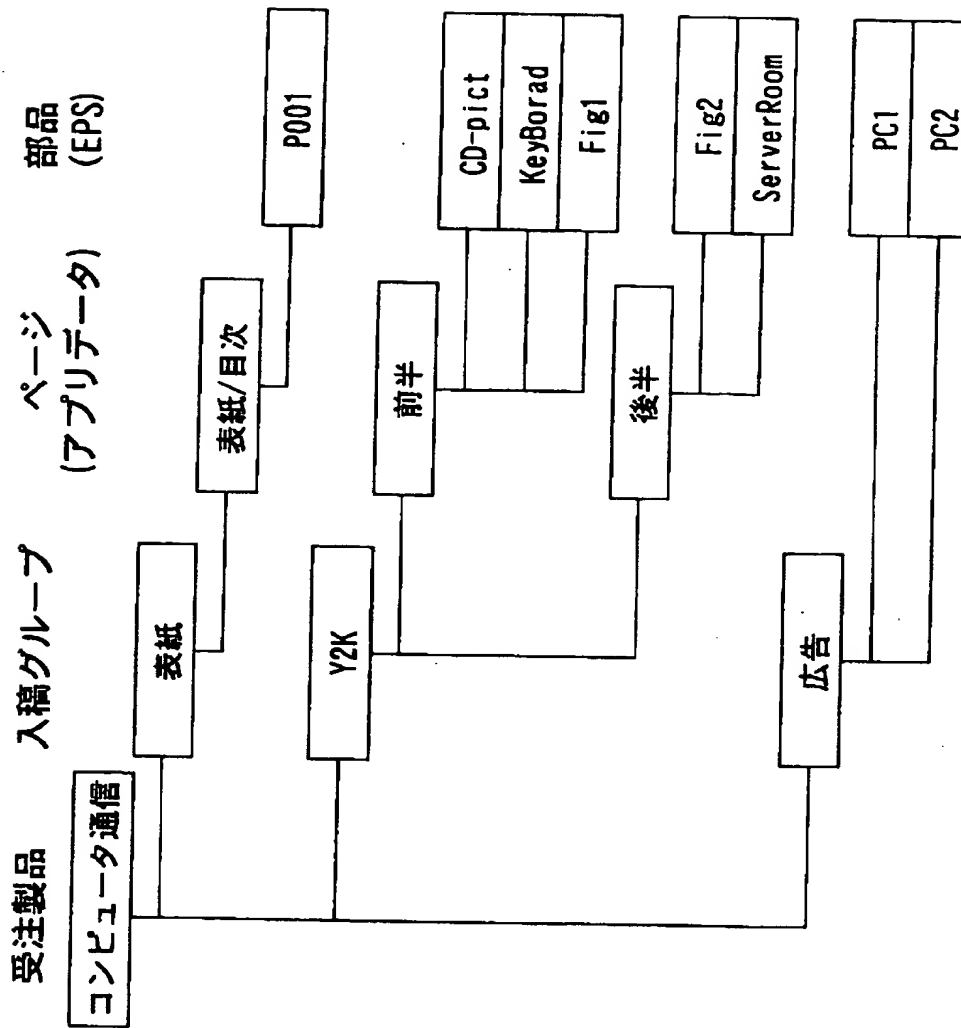 受注製品
入稿グループ
ページ
(アプリデータ)
部品
(EPS)
コンピュータ通信
表紙
表紙/目次
P001
Y2K
前半
CD-pict
KeyBorad
Fig1
後半
Fig2
ServerRoom
広告
PC1
PC2